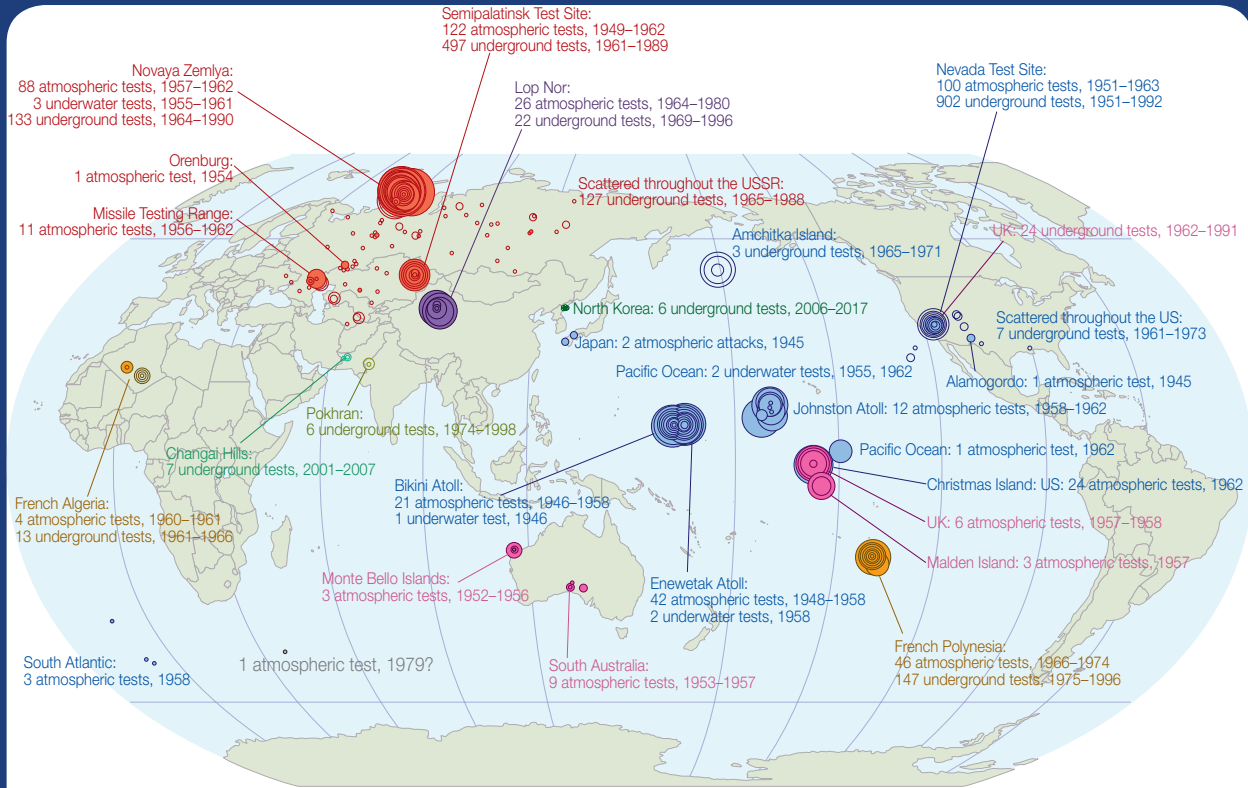 Semipalatinsk Test Site:
122 atmospheric tests, 1949–1962
497 underground tests, 1961–1989
Novaya Zemlya:
88 atmospheric tests, 1957–1962
3 underwater tests, 1955–1961
133 underground tests, 1964–1990
Lop Nor:
26 atmospheric tests, 1964–1980
22 underground tests, 1969–1996
Nevada Test Site:
100 atmospheric tests, 1951–1963
902 underground tests, 1951–1992
Orenburg:
1 atmospheric test, 1954
Missile Testing Range:
11 atmospheric tests, 1956–1962
Scattered throughout the USSR:
127 underground tests, 1965–1988
Amchitka Island:
3 underground tests, 1965–1971
UK: 24 underground tests, 1962–1991
North Korea: 6 underground tests, 2006–2017
Scattered throughout the US:
7 underground tests, 1961–1973
Japan: 2 atmospheric attacks, 1945
Pacific Ocean: 2 underwater tests, 1955, 1962
Alamogordo: 1 atmospheric test, 1945
Johnston Atoll: 12 atmospheric tests, 1958–1962
Pokhran:
6 underground tests, 1974–1998
Changai Hills:
7 underground tests, 2001–2007
Pacific Ocean: 1 atmospheric test, 1962
Bikini Atoll:
21 atmospheric tests, 1946–1958
1 underwater test, 1946
Christmas Island: US: 24 atmospheric tests, 1962
French Algeria:
4 atmospheric tests, 1960–1961
13 underground tests, 1961–1966
UK: 6 atmospheric tests, 1957–1958
Malden Island: 3 atmospheric tests, 1957
Monte Bello Islands:
3 atmospheric tests, 1952–1956
Enewetak Atoll:
42 atmospheric tests, 1948–1958
2 underwater tests, 1958
French Polynesia:
46 atmospheric tests, 1966–1974
147 underground tests, 1975–1996
South Atlantic:
3 atmospheric tests, 1958
1 atmospheric test, 1979?
South Australia:
9 atmospheric tests, 1953–1957